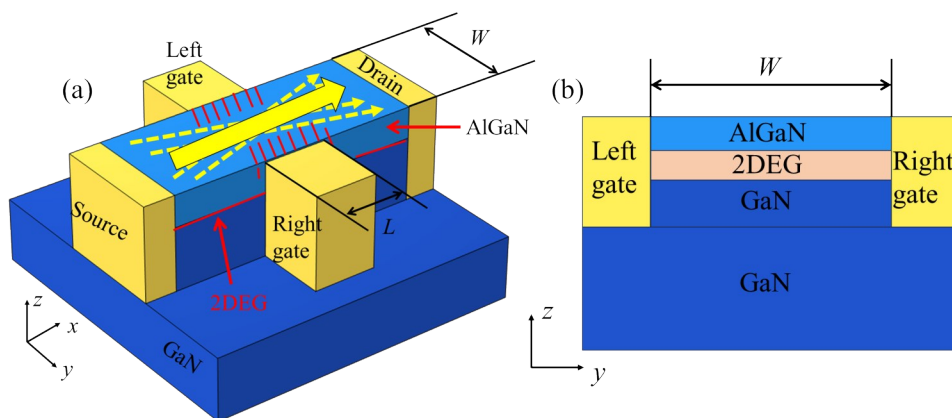 (a)
Left
gate
W
Drain
AlGaN
Source
Right
gate
L
2DEG
GaN
z
x
y
(b)
W
Left
gate
AlGaN
2DEG
GaN
Right
gate
GaN
z
y